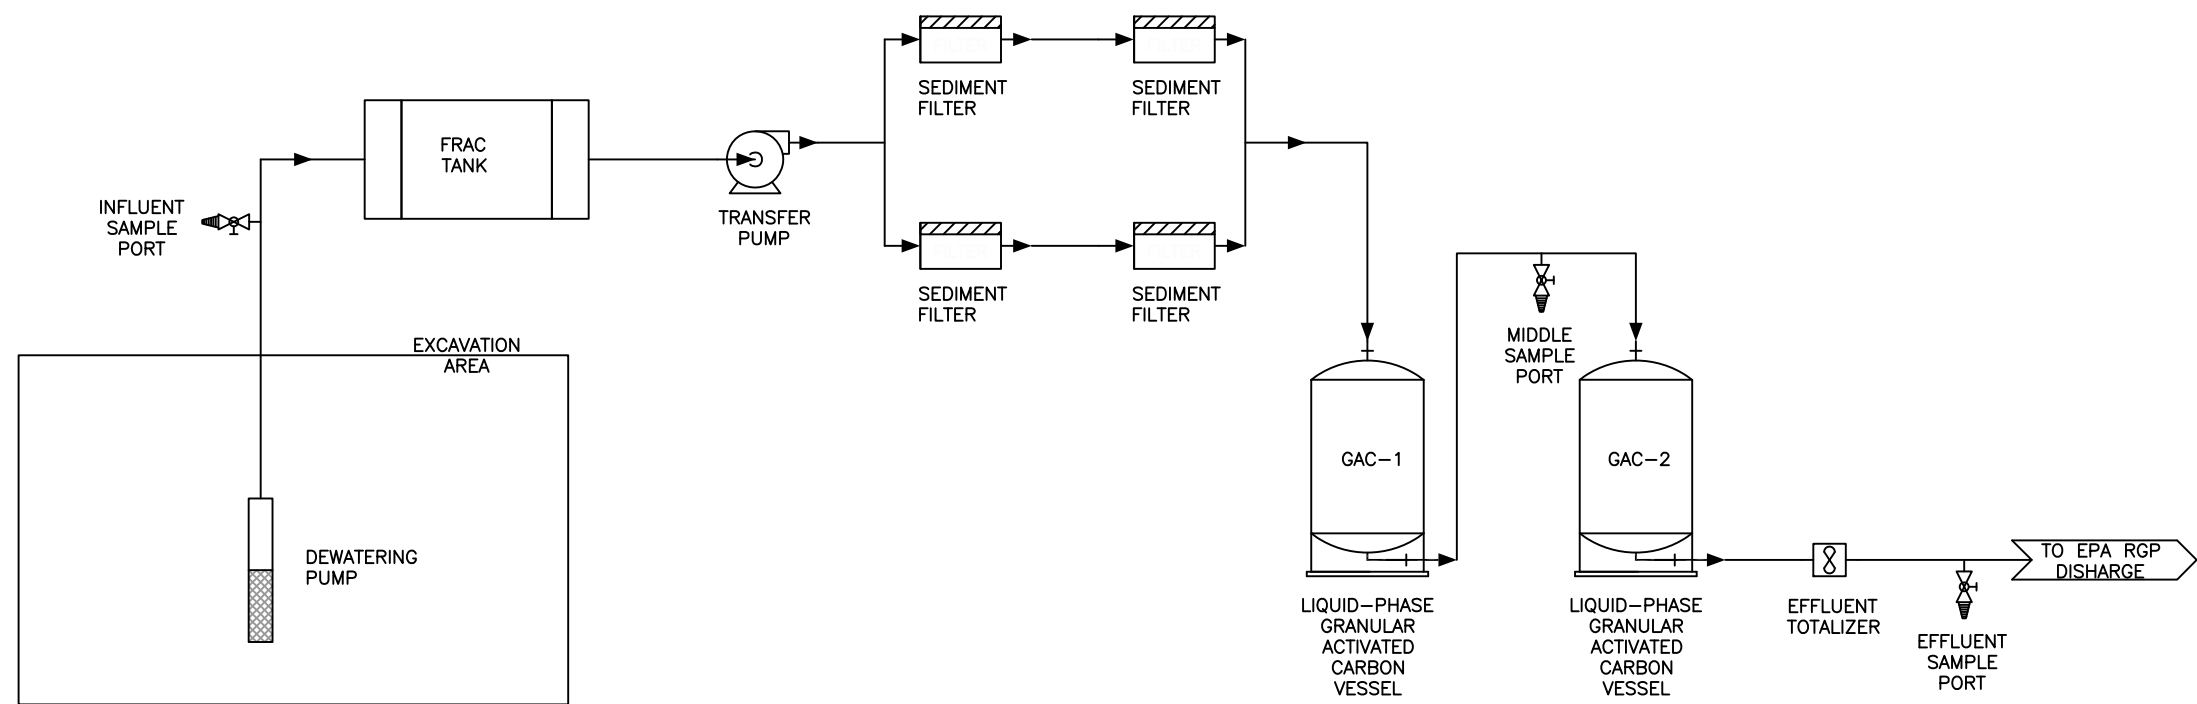 SEDIMENT
FILTER
SEDIMENT
FILTER
FRAC
TANK
INFLUENT
SAMPLE
PORT
TRANSFER
PUMP
SEDIMENT
FILTER
SEDIMENT
FILTER
EXCAVATION
AREA
MIDDLE
SAMPLE
PORT
GAC-1
GAC-2
DEWATERING
PUMP
TO EPA RGP
DISHARGE
LIQUID-PHASE
GRANULAR
ACTIVATED
CARBON
VESSEL
LIQUID-PHASE
GRANULAR
ACTIVATED
CARBON
VESSEL
EFFLUENT
TOTALIZER
EFFLUENT
SAMPLE
PORT